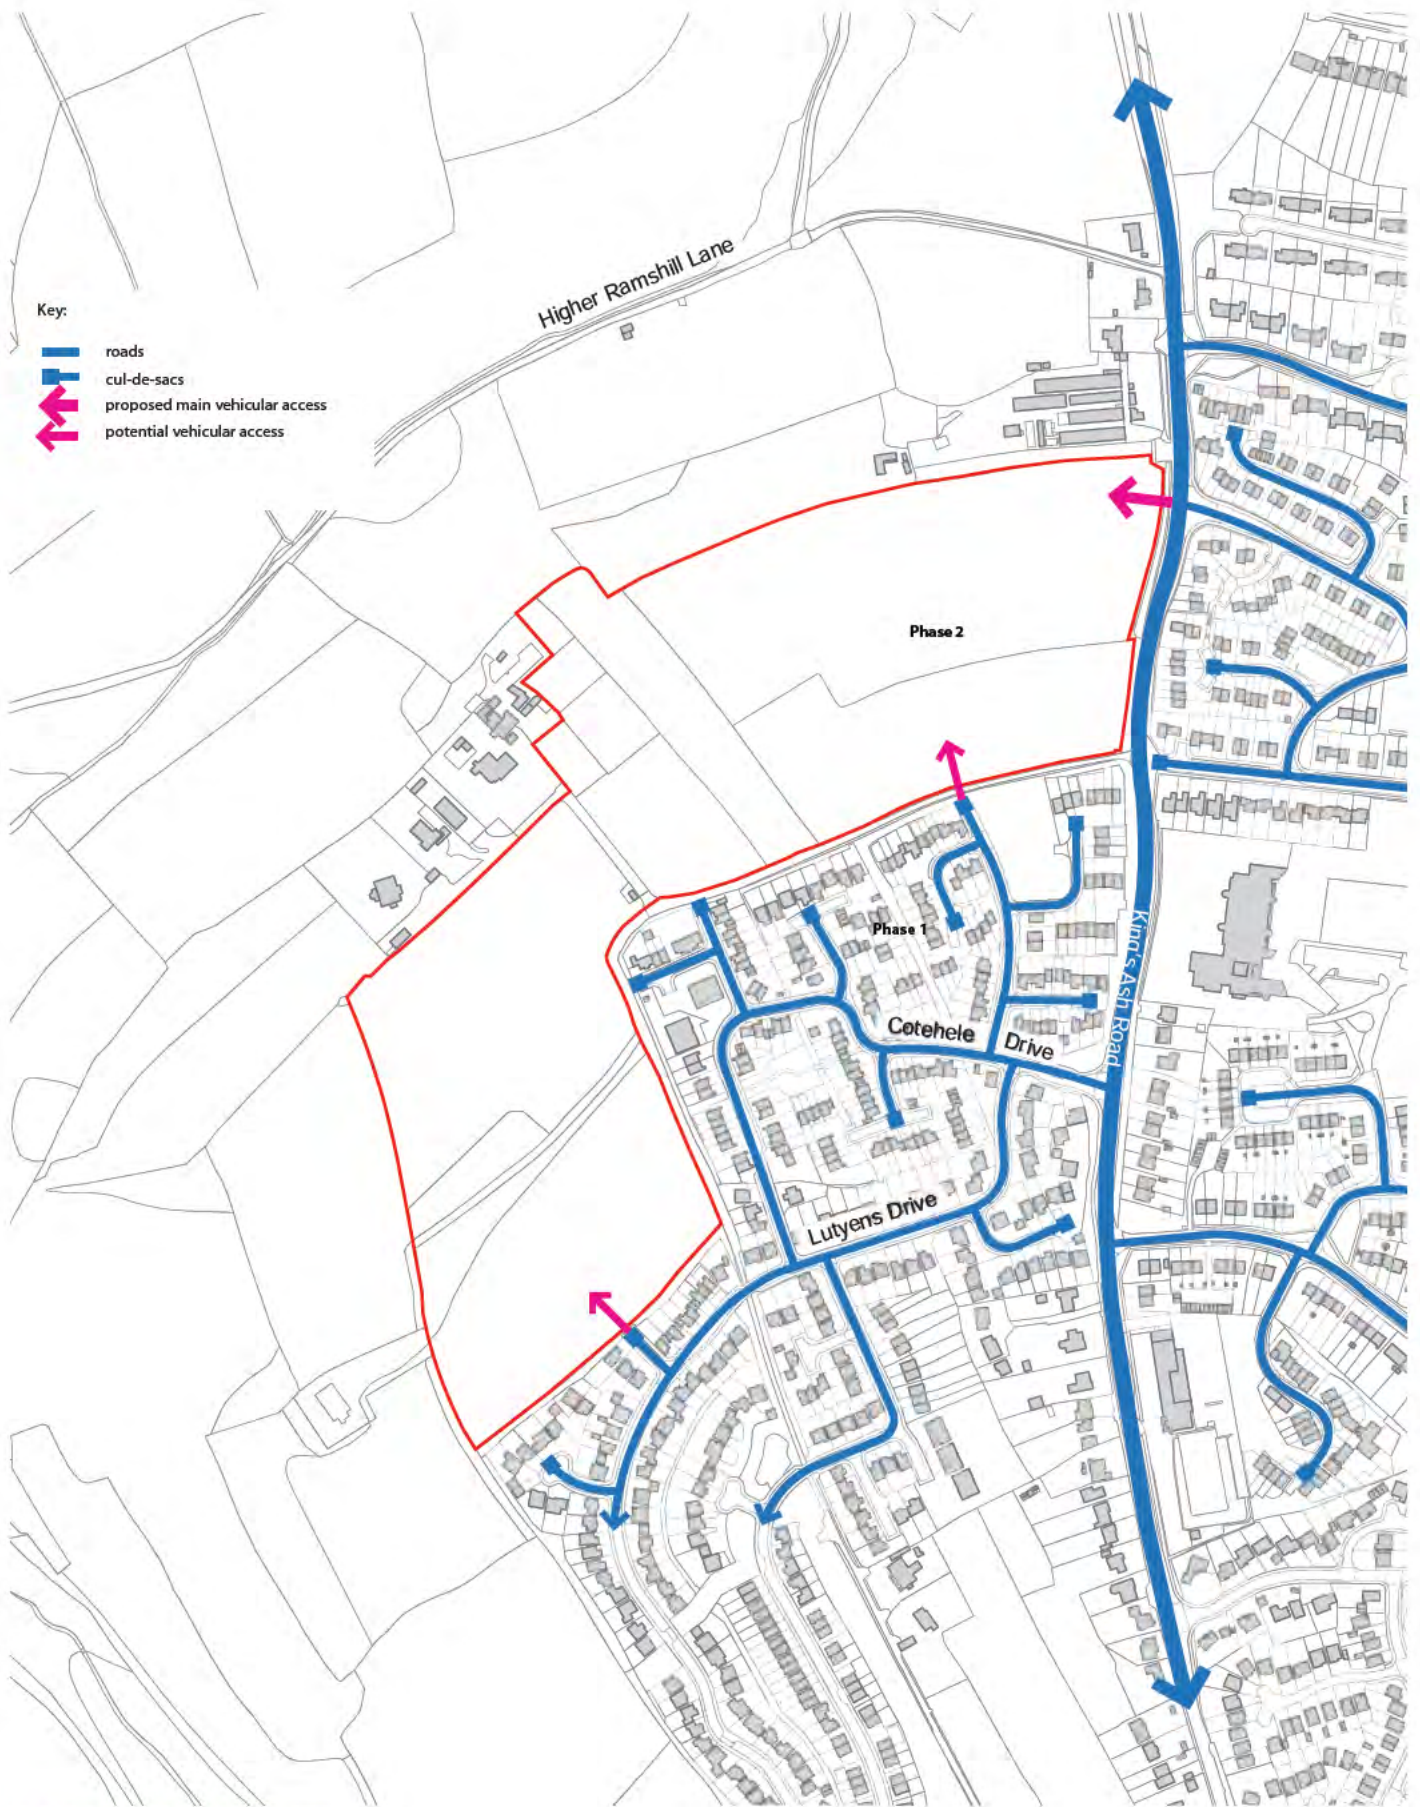 Higher Ramshill Lane
Key:
roads
cul-de-sacs
proposed main vehicular access
potential vehicular access
Phase 2
Phase 1
King's Ash Road
Cotehele Drive
Lutyens Drive